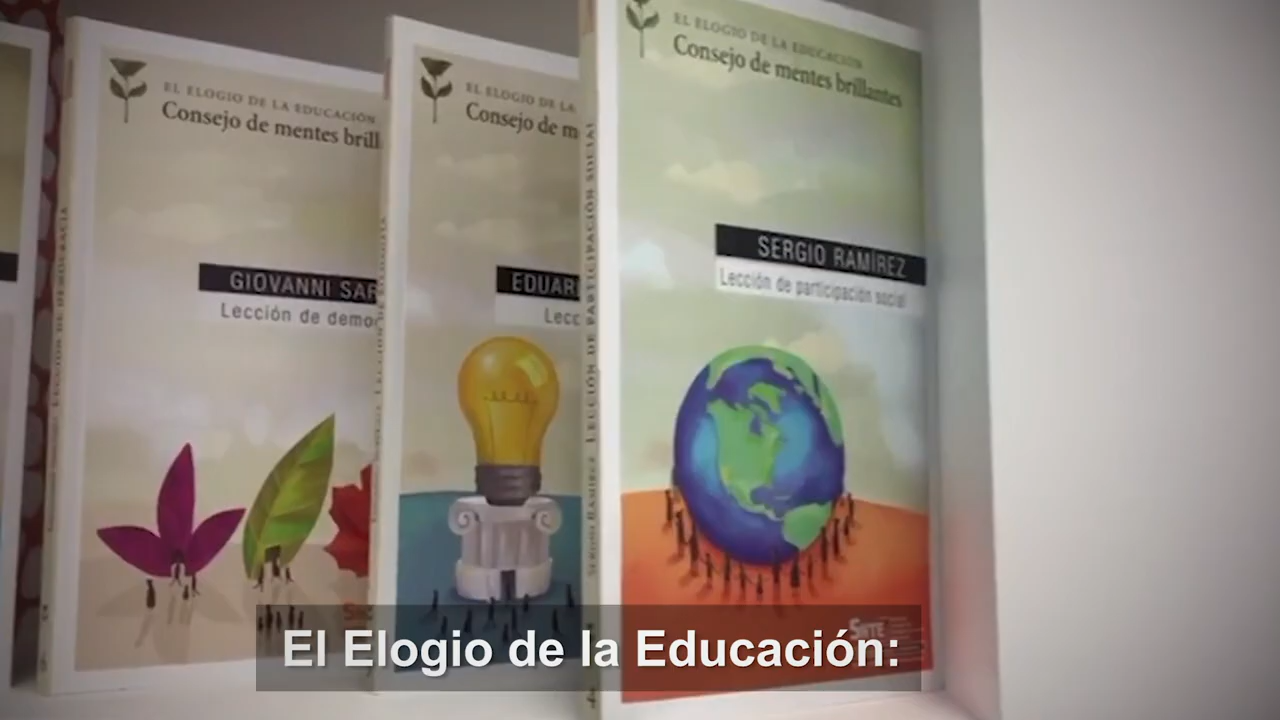 EL ELOGIO DE LA EDUCACIÓN
Consejo de mentes brill
GIOVANNI SAR
Lección de democ
EL ELOGIO DE LA
Consejo de m
EDUAR
Lecc
LECCIÓN DE PARTICIPACIÓN SOCIAL
SERGIO RAMÍREZ
EL ELOGIO DE LA EDUCACIÓN
Consejo de mentes brillantes
SERGIO RAMÍREZ
Lección de participación social
El Elogio de la Educación: